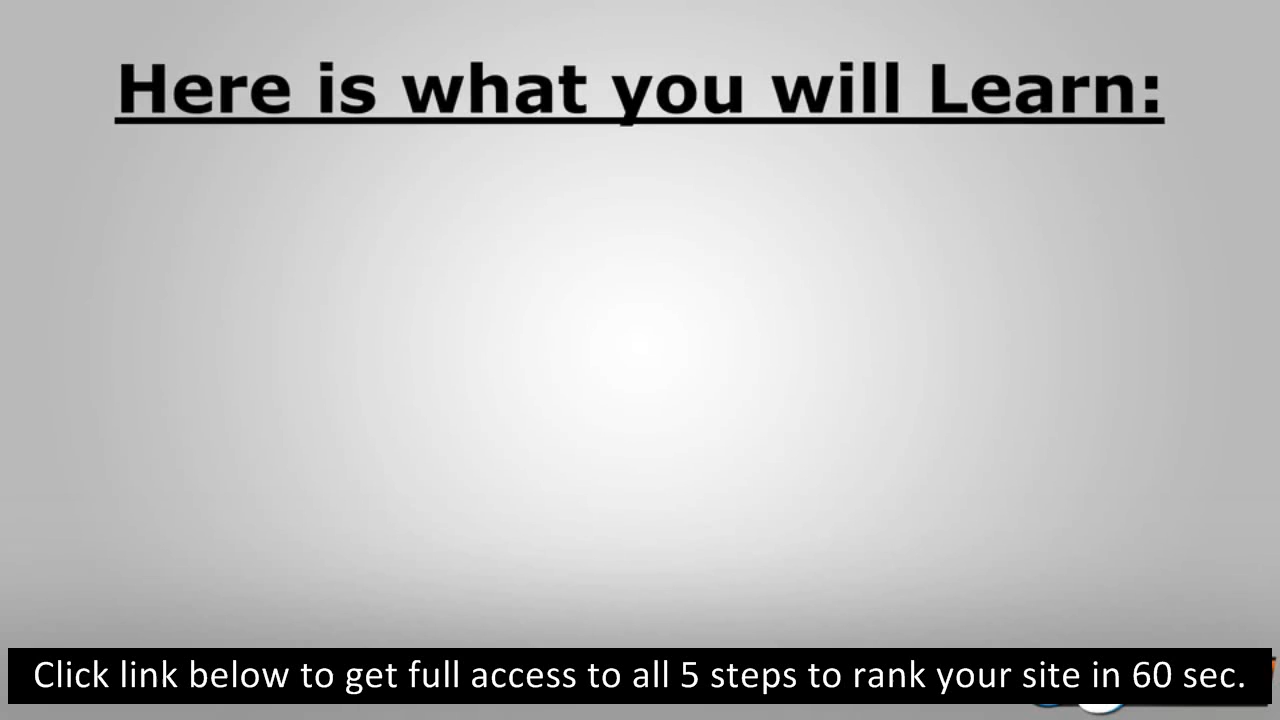 Here is what you will Learn:
Click link below to get full access to all 5 steps to rank your site in 60 sec.